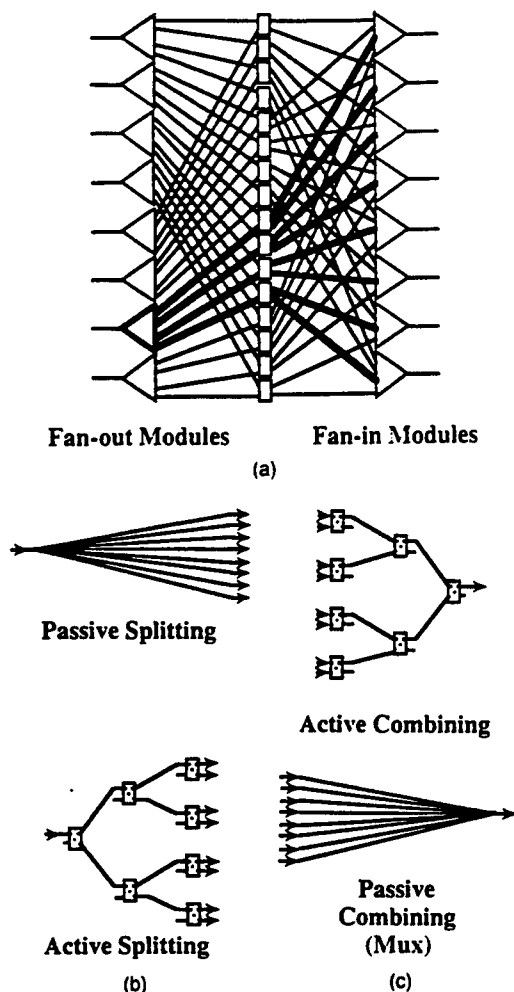 Fan-out Modules Fan-in Modules
(a)
Passive Splitting
Active Combining
Active Splitting
(b)
Passive
Combining
(Mux)
(c)